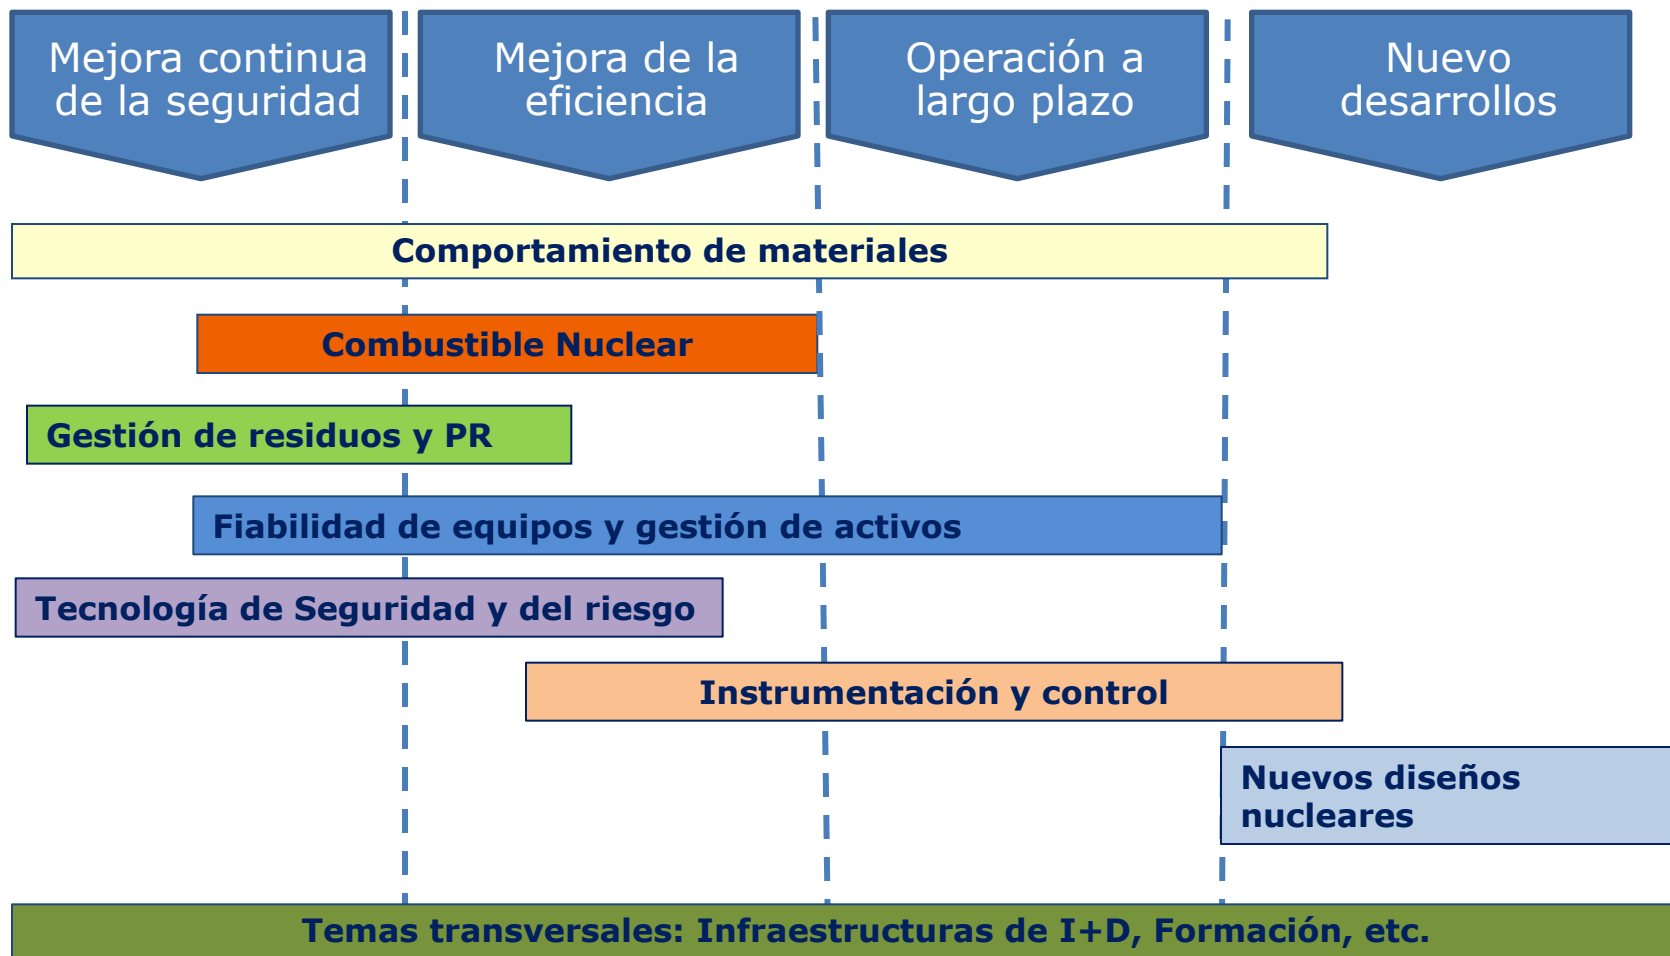 Mejora continua
de la seguridad
Mejora de la
eficiencia
Operación a
largo plazo
Nuevo
desarrollos
Comportamiento de materiales
Combustible Nuclear
Gestión de residuos y PR
Fiabilidad de equipos y gestión de activos
Tecnología de Seguridad y del riesgo
Instrumentación y control
Nuevos diseños
nucleares
Temas transversales: Infraestructuras de I+D, Formación, etc.